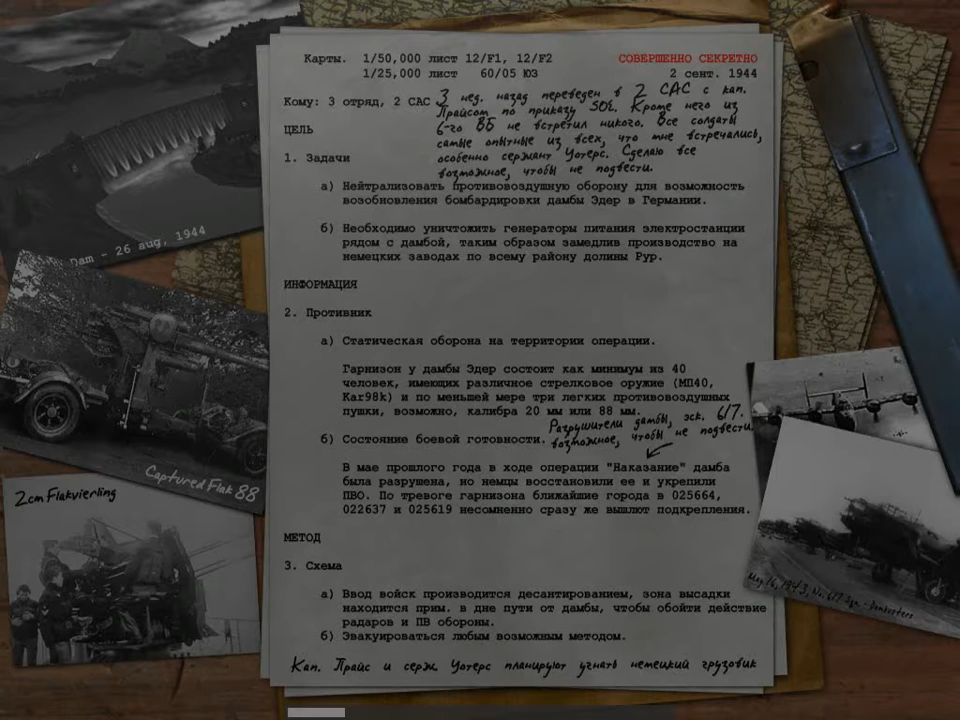 Карты. 1/50,000 лист 12/F1, 12/F2
СОВЕРШЕННО СЕКРЕТНО
1/25,000 лист 60/05 ЮЗ
2 сент. 1944
Кому: 3 отряд, 2 САС
3 нед. назад переведен в 2 САС с кап.
Прайсом по приказу SOE. Кроме него из
6-го ВБ не встретил никого. Все солдаты
самые опытные из всех, что мне встречались,
особенно сержант Уотерс. Сделаю все
возможное, чтобы не подвести.
ЦЕЛЬ
1. Задачи
а) Нейтрализовать противовоздушную оборону для возможность
возобновления бомбардировки дамбы Эдер в Германии.
б) Необходимо уничтожить генераторы питания электростанции
рядом с дамбой, таким образом замедлив производство на
немецких заводах по всему району долины Рур.
ИНФОРМАЦИЯ
2. Противник
а) Статическая оборона на территории операции.
Гарнизон у дамбы Эдер состоит как минимум из 40
человек, имеющих различное стрелковое оружие (МП40,
Kar98k) и по меньшей мере три легких противовоздушных
пушки, возможно, калибра 20 мм или 88 мм.
Разрушители дамбы, эск. 617.
возможное, чтобы не подвести.
б) Состояние боевой готовности.
В мае прошлого года в ходе операции "Наказание" дамба
была разрушена, но немцы восстановили ее и укрепили
ПВО. По тревоге гарнизона ближайшие города в 025664,
022637 и 025619 несомненно сразу же вышлют подкрепления.
МЕТОД
3. Схема
а) Ввод войск производится десантированием, зона высадки
находится прим. в дне пути от дамбы, чтобы обойти действие
радаров и ПВ обороны.
б) Эвакуироваться любым возможным методом.
Кап. Прайс и серж. Уотерс планируют угнать немецкий грузовик
Dam - 26 aug, 1944
Captured Flak 88
2cm Flakvierling
May 16, 1943, No. 617 Sqn. - Dambusters